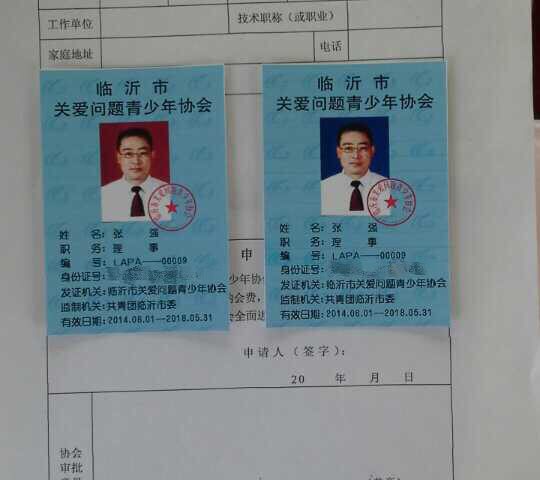 工作单位
技术职称（或职业）
家庭地址
电话
临沂市
关爱问题青少年协会
姓 名：张 强
职 务：理 事
编 号：LAPA——00009
身份证号：
发证机关：临沂市关爱问题青少年协会
监制机关：共青团临沂市委
有效日期：2014.06.01--2018.05.31
临沂市
关爱问题青少年协会
姓 名：张 强
职 务：理 事
编 号：LAPA——00009
身份证号：
发证机关：临沂市关爱问题青少年协会
监制机关：共青团临沂市委
有效日期：2014.06.01--2018.05.31
申
少年协
的会费，
会全面进
申请人（签字）：
20 年 月 日
协会
审批